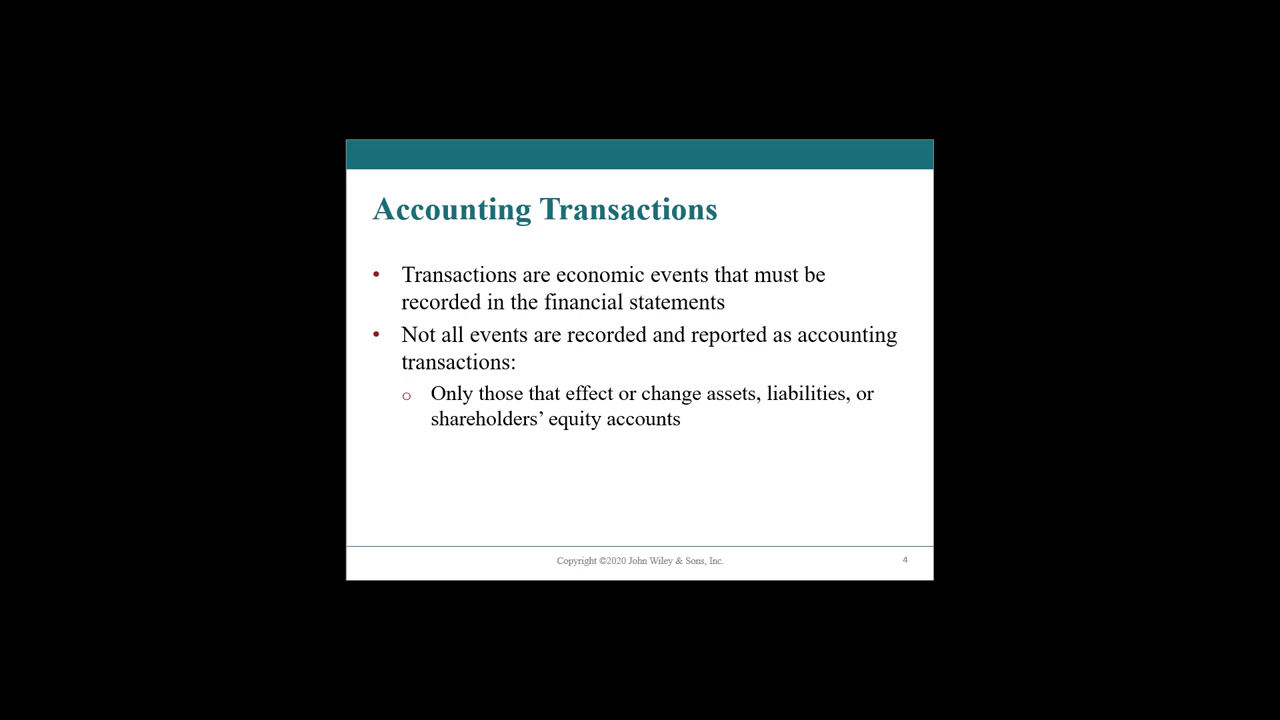 Accounting Transactions
• Transactions are economic events that must be
recorded in the financial statements
• Not all events are recorded and reported as accounting
transactions:
o Only those that effect or change assets, liabilities, or
shareholders’ equity accounts
Copyright ©2020 John Wiley & Sons, Inc.
4